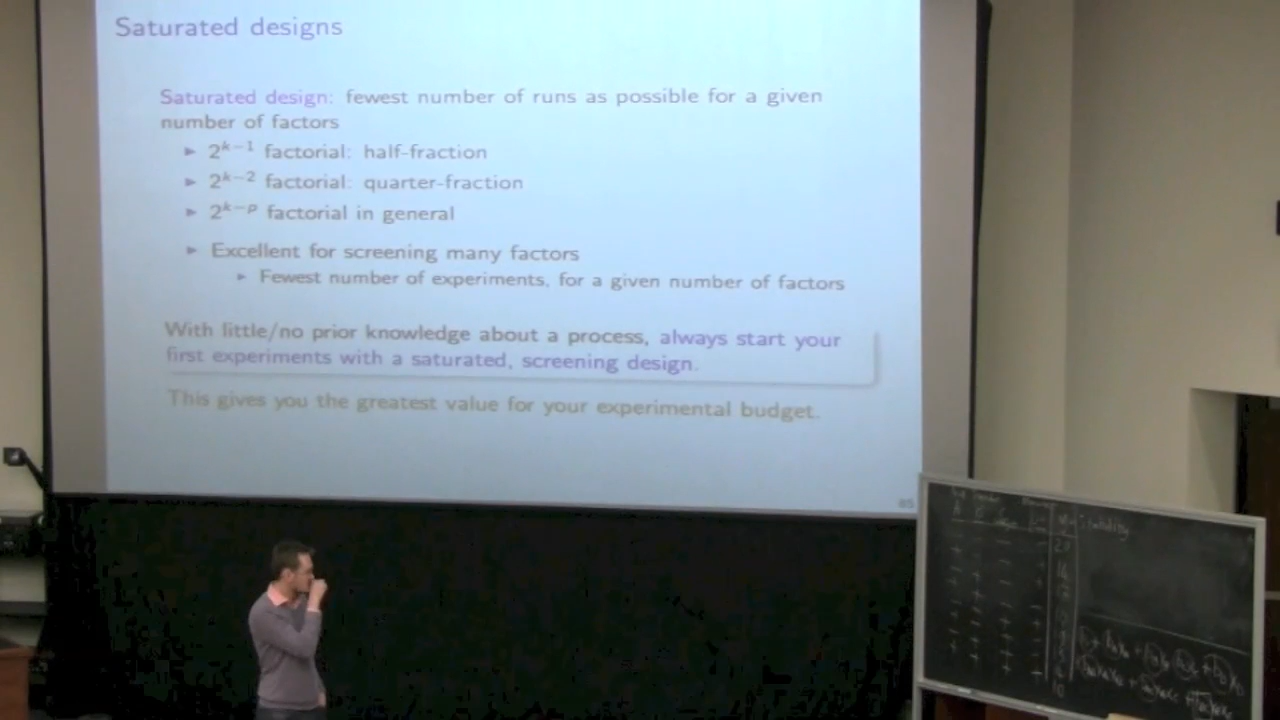 Saturated designs
Saturated design: fewest number of runs as possible for a given
number of factors
► 2^{k−1} factorial: half-fraction
► 2^{k−2} factorial: quarter-fraction
► 2^{k−p} factorial in general
► Excellent for screening many factors
► Fewest number of experiments, for a given number of factors
With little/no prior knowledge about a process, always start your
first experiments with a saturated, screening design.
This gives you the greatest value for your experimental budget.